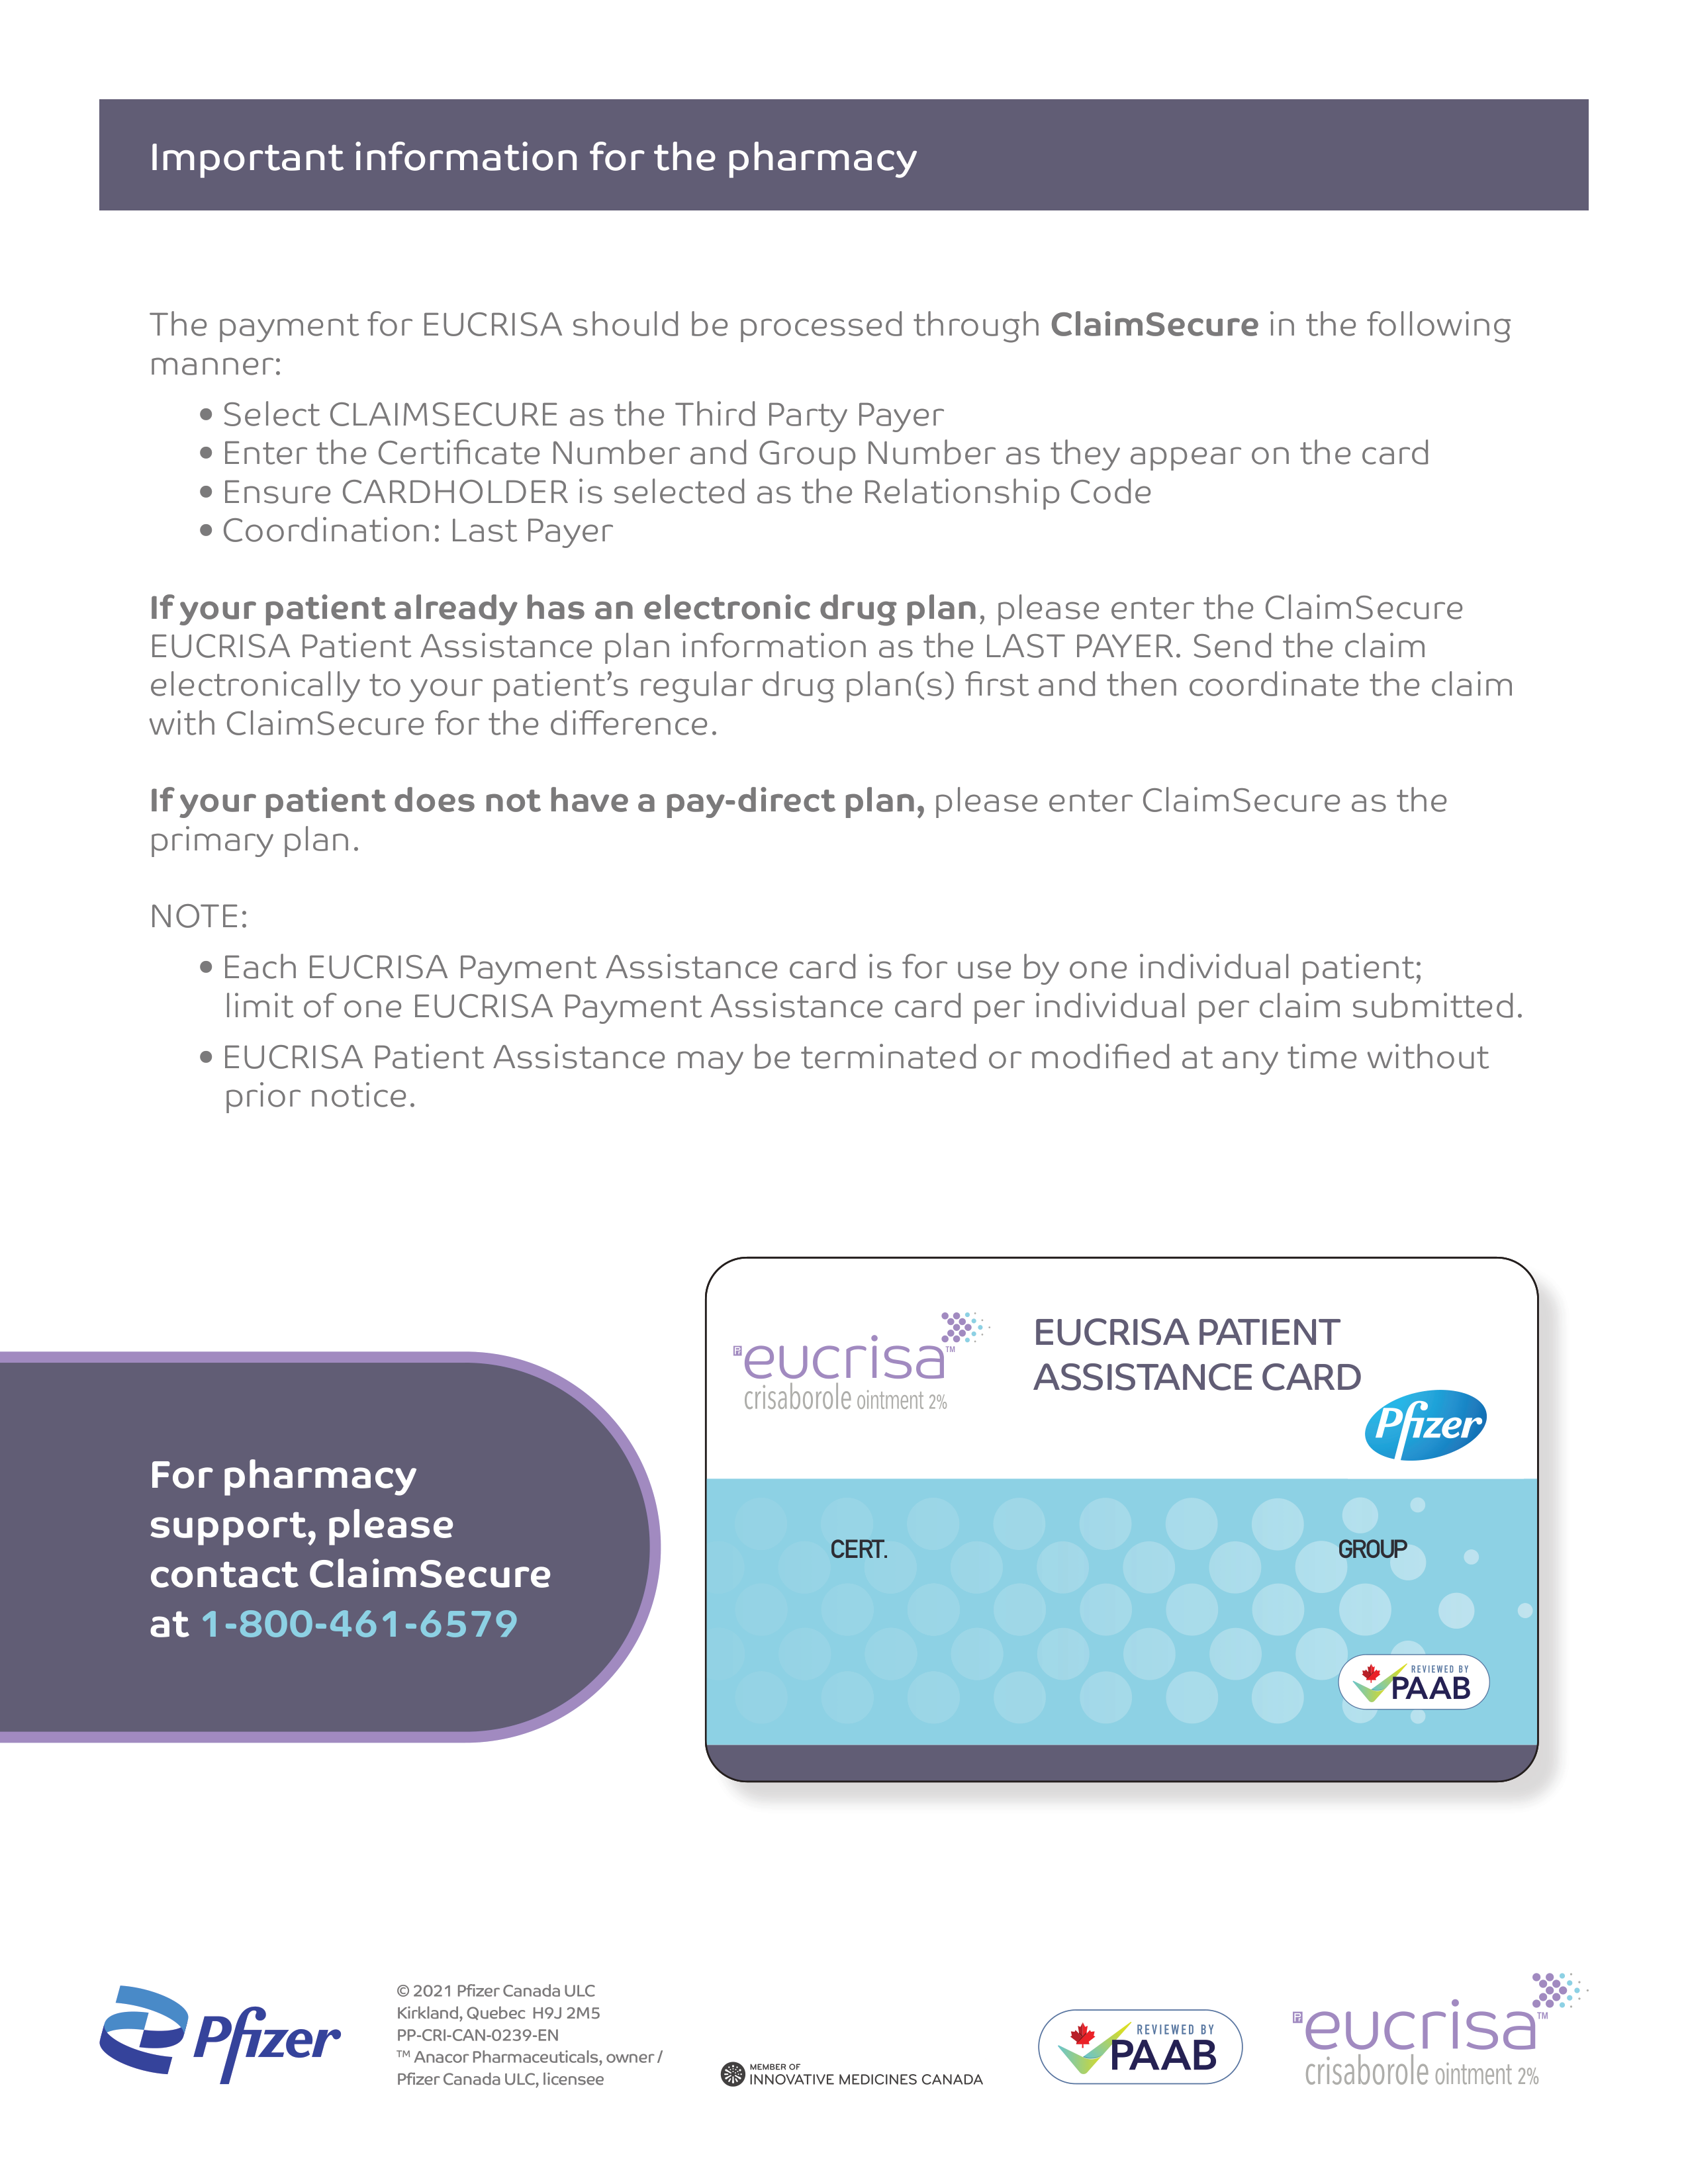 Important information for the pharmacy
The payment for EUCRISA should be processed through ClaimSecure in the following
manner:
• Select CLAIMSECURE as the Third Party Payer
• Enter the Certificate Number and Group Number as they appear on the card
• Ensure CARDHOLDER is selected as the Relationship Code
• Coordination: Last Payer
If your patient already has an electronic drug plan, please enter the ClaimSecure
EUCRISA Patient Assistance plan information as the LAST PAYER. Send the claim
electronically to your patient’s regular drug plan(s) first and then coordinate the claim
with ClaimSecure for the difference.
If your patient does not have a pay-direct plan, please enter ClaimSecure as the
primary plan.
NOTE:
• Each EUCRISA Payment Assistance card is for use by one individual patient;
limit of one EUCRISA Payment Assistance card per individual per claim submitted.
• EUCRISA Patient Assistance may be terminated or modified at any time without
prior notice.
For pharmacy
support, please
contact ClaimSecure
at 1-800-461-6579
eucrisa™
crisaborole ointment 2%
EUCRISA PATIENT
ASSISTANCE CARD
Pfizer
CERT.
GROUP
REVIEWED BY
PAAB
Pfizer
© 2021 Pfizer Canada ULC
Kirkland, Quebec H9J 2M5
PP-CRI-CAN-0239-EN
™ Anacor Pharmaceuticals, owner /
Pfizer Canada ULC, licensee
MEMBER OF
INNOVATIVE MEDICINES CANADA
REVIEWED BY
PAAB
eucrisa™
crisaborole ointment 2%